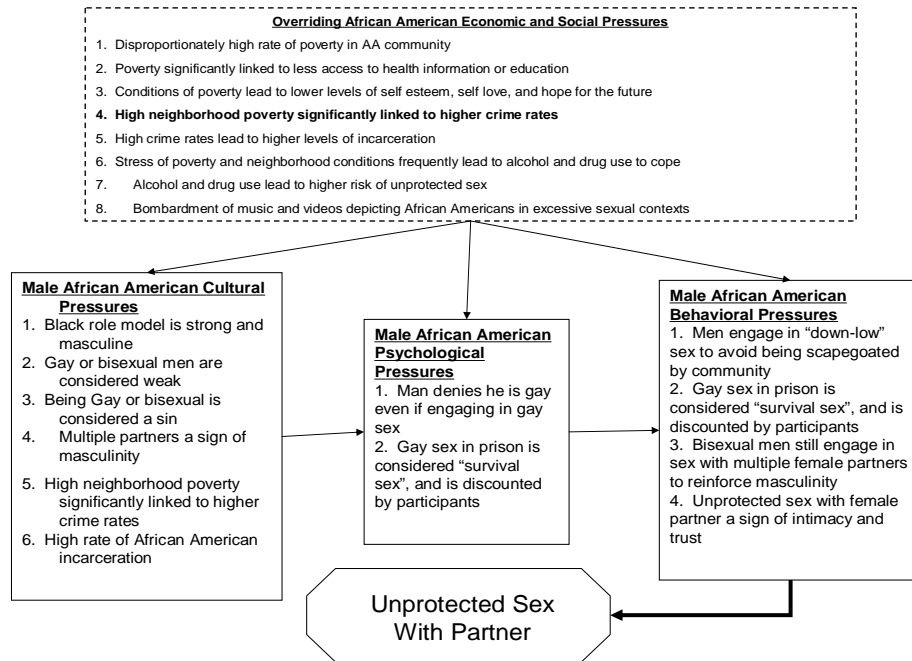 Overriding African American Economic and Social Pressures
1. Disproportionately high rate of poverty in AA community
2. Poverty significantly linked to less access to health information or education
3. Conditions of poverty lead to lower levels of self esteem, self love, and hope for the future
4. High neighborhood poverty significantly linked to higher crime rates
5. High crime rates lead to higher levels of incarceration
6. Stress of poverty and neighborhood conditions frequently lead to alcohol and drug use to cope
7. Alcohol and drug use lead to higher risk of unprotected sex
8. Bombardment of music and videos depicting African Americans in excessive sexual contexts
Male African American Cultural
Pressures
1. Black role model is strong and
masculine
2. Gay or bisexual men are
considered weak
3. Being Gay or bisexual is
considered a sin
4. Multiple partners a sign of
masculinity
5. High neighborhood poverty
significantly linked to higher
crime rates
6. High rate of African American
incarceration
Male African American
Psychological
Pressures
1. Man denies he is gay
even if engaging in gay
sex
2. Gay sex in prison is
considered “survival
sex”, and is discounted
by participants
Male African American
Behavioral Pressures
1. Men engage in “down-low”
sex to avoid being scapegoated
by community
2. Gay sex in prison is
considered “survival sex”, and is
discounted by participants
3. Bisexual men still engage in
sex with multiple female partners
to reinforce masculinity
4. Unprotected sex with female
partner a sign of intimacy and
trust
Unprotected Sex
With Partner